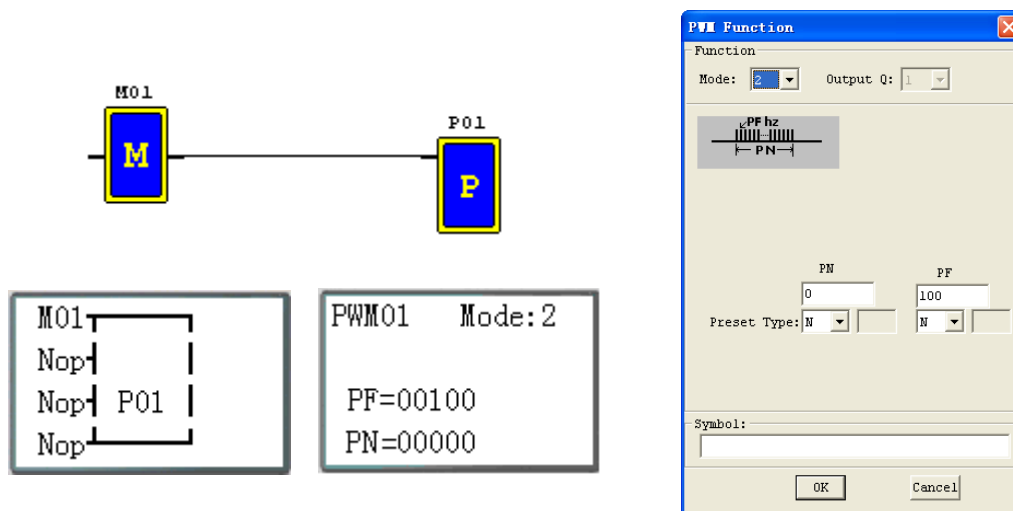 M01
M
P01
P
M01
Nop
Nop P01
Nop
PWM01 Mode:2
PF=00100
PN=00000
PWM Function
Function
Mode: 2 Output Q: 1
PF hz
PN
PN PF
0 100
Preset Type: N N
Symbol:
OK Cancel